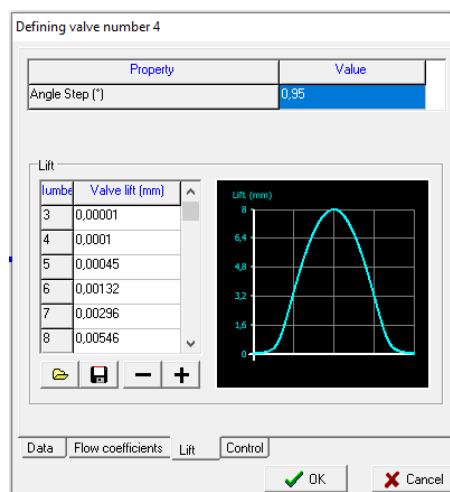 Defining valve number 4
Property Value
Angle Step (°) 0,95
Lift
lumbe Valve lift (mm)
3 0,00001
4 0,0001
5 0,00045
6 0,00132
7 0,00296
8 0,00546
Lift (mm)
8
6,4
4,8
3,2
1,6
0
Data Flow coefficients Lift Control
OK Cancel